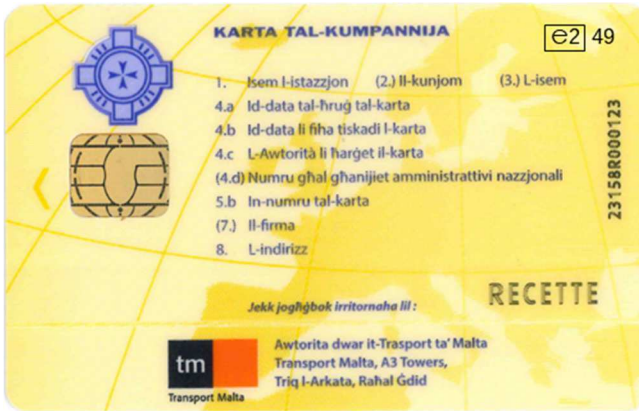 KARTA TAL-KUMPANNIJA
e2 49
1. Isem l-istazzjon (2.) Il-kunjom (3.) L-isem
4.a Id-data tal-ħruġ tal-karta
4.b Id-data li fiha tiskadi l-karta
4.c L-Awtorità li ħarġet il-karta
(4.d) Numru għal għanijiet amministrattivi nazzjonali
5.b In-numru tal-karta
(7.) Il-firma
8. L-indirizz
23158R000123
RECETTE
Jekk jogħġbok irritornaha lil :
tm
Transport Malta
Awtorita dwar it-Trasport ta' Malta
Transport Malta, A3 Towers,
Triq l-Arkata, Raħal Ġdid